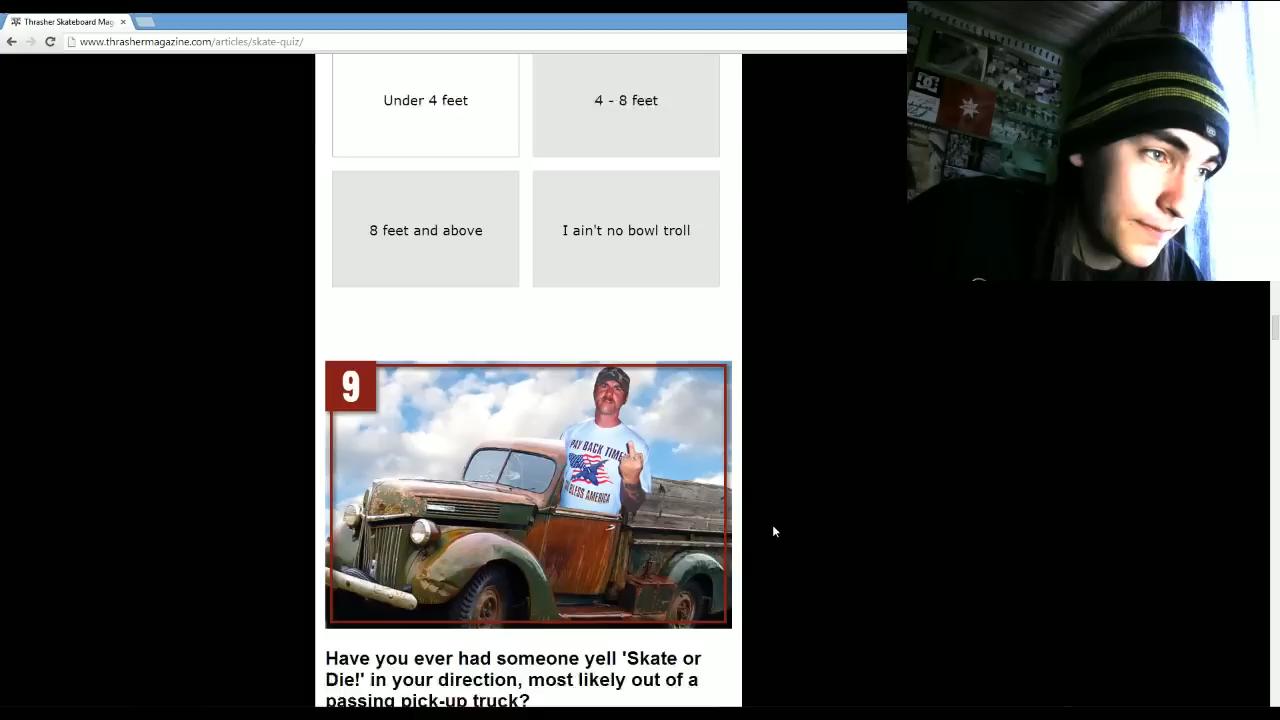 Thrasher Skateboard Mag
www.thrashermagazine.com/articles/skate-quiz/
Under 4 feet
4 - 8 feet
8 feet and above
I ain't no bowl troll
9
PAY BACK TIME
BLESS AMERICA
Have you ever had someone yell 'Skate or
Die!' in your direction, most likely out of a
passing pick-up truck?